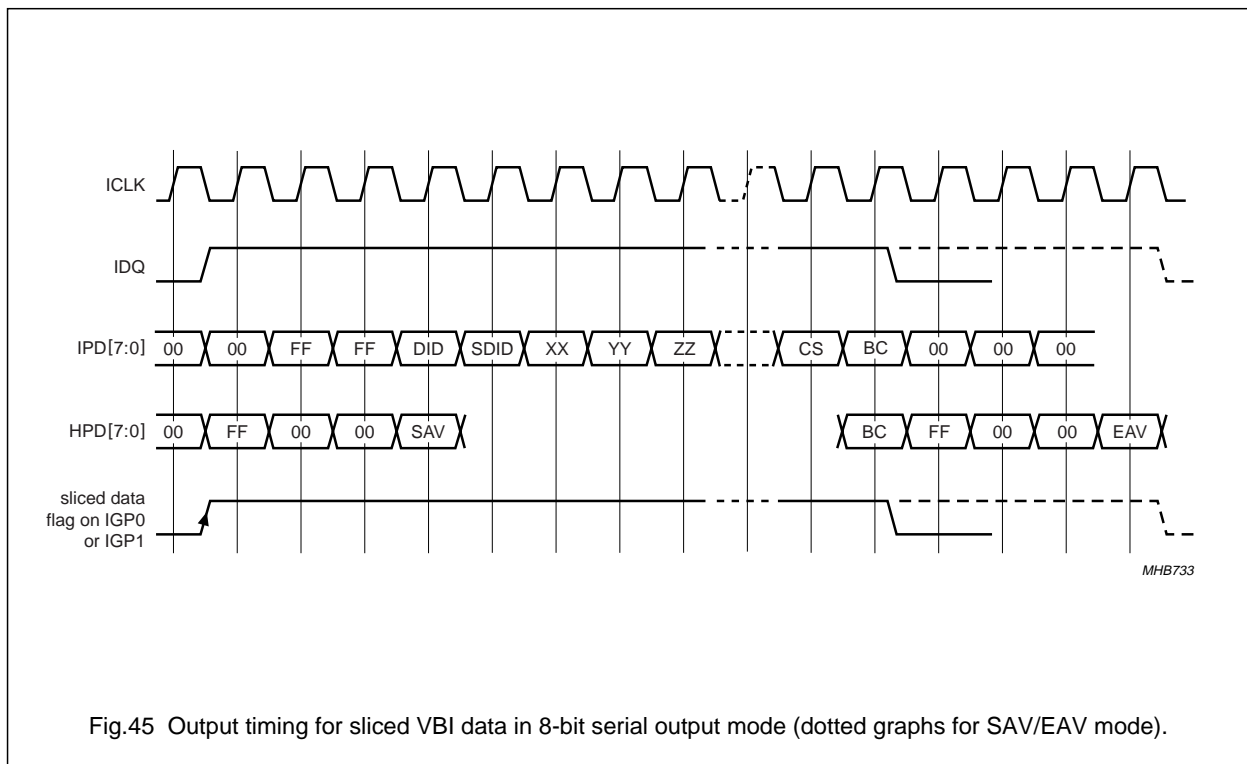 ICLK
IDQ
IPD[7:0] 00 00 FF FF DID SDID XX YY ZZ CS BC 00 00 00
HPD[7:0] 00 FF 00 00 SAV BC FF 00 00 EAV
sliced data
flag on IGP0
or IGP1
MHB733
Fig.45 Output timing for sliced VBI data in 8-bit serial output mode (dotted graphs for SAV/EAV mode).